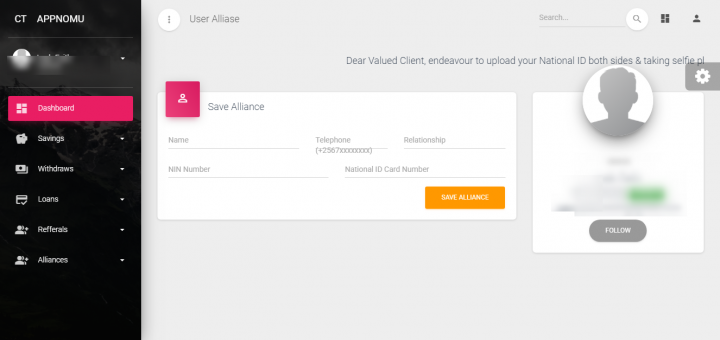 CT APPNOMU
User Alliase
Search...
Dear Valued Client, endeavour to upload your National ID both sides & taking selfie pl
Dashboard
Savings
Withdraws
Loans
Refferals
Alliances
Save Alliance
Name
Telephone
(+2567xxxxxxxx)
Relationship
NIN Number
National ID Card Number
SAVE ALLIANCE
FOLLOW